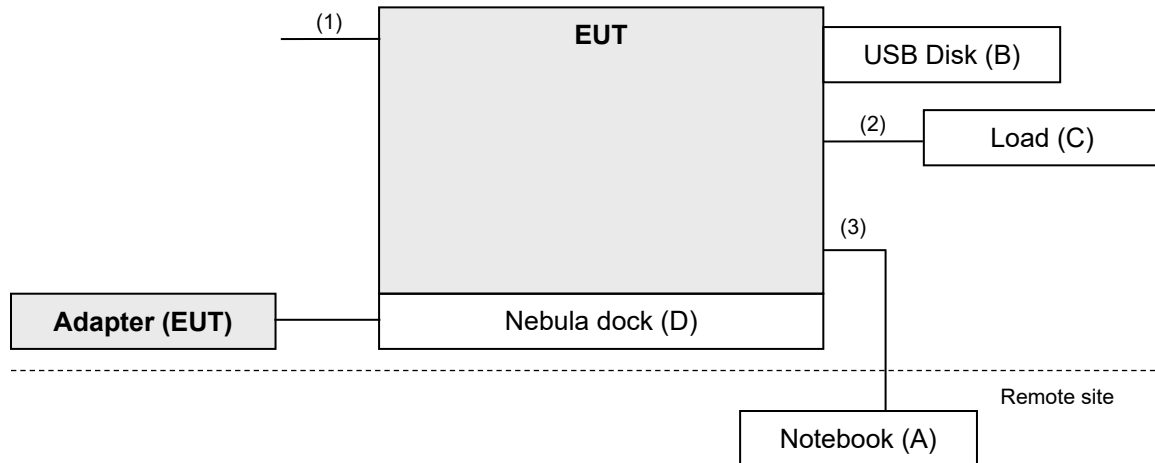 (1)
EUT
USB Disk (B)
(2)
Load (C)
(3)
Adapter (EUT)
Nebula dock (D)
Remote site
Notebook (A)